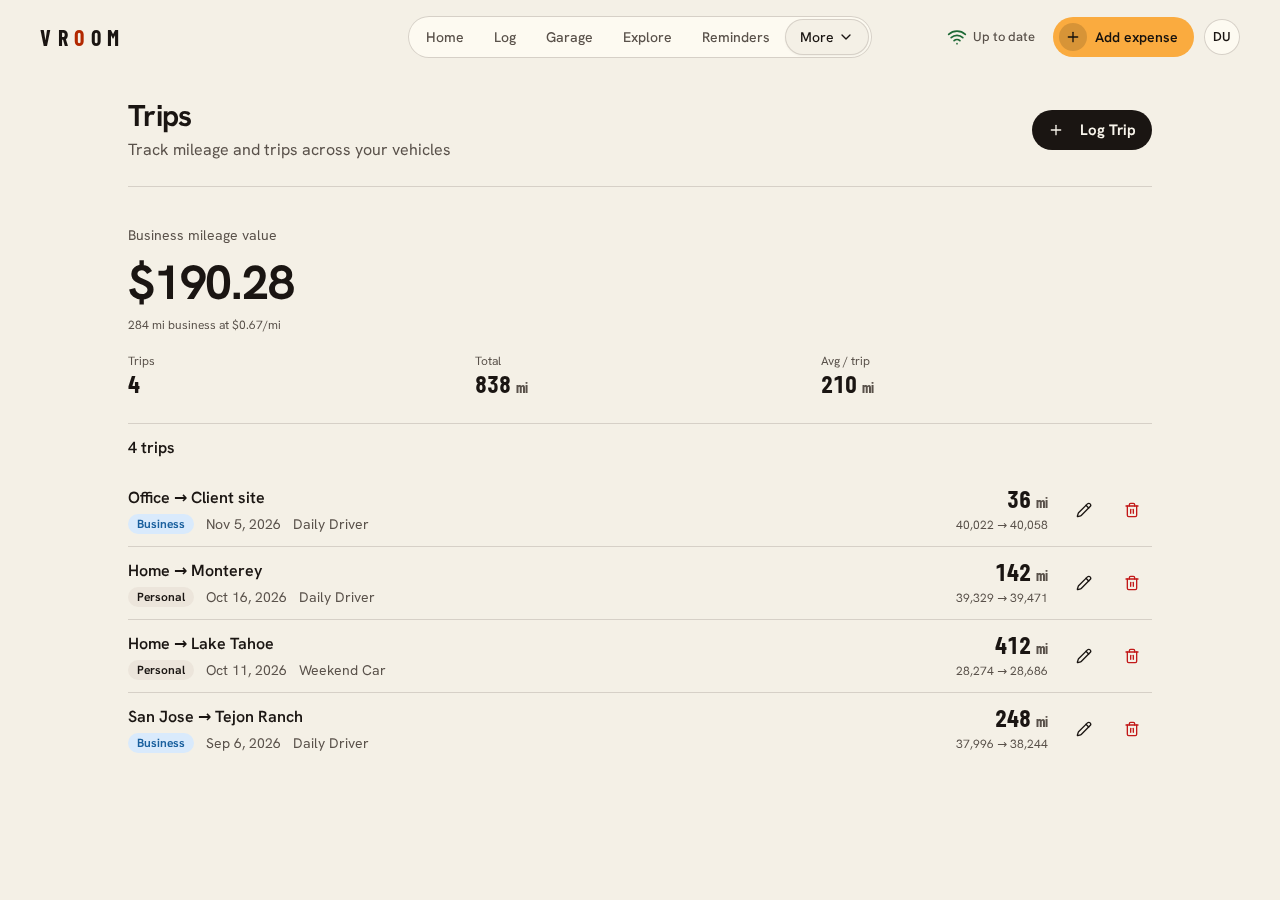 VROOM
Home Log Garage Explore Reminders More
Up to date
Add expense
DU
Trips
Track mileage and trips across your vehicles
Log Trip
Business mileage value
$190.28
284 mi business at $0.67/mi
Trips Total Avg / trip
4 838 mi 210 mi
4 trips
Office → Client site
36 mi
Business Nov 5, 2026 Daily Driver
40,022 → 40,058
Home → Monterey
142 mi
Personal Oct 16, 2026 Daily Driver
39,329 → 39,471
Home → Lake Tahoe
412 mi
Personal Oct 11, 2026 Weekend Car
28,274 → 28,686
San Jose → Tejon Ranch
248 mi
Business Sep 6, 2026 Daily Driver
37,996 → 38,244